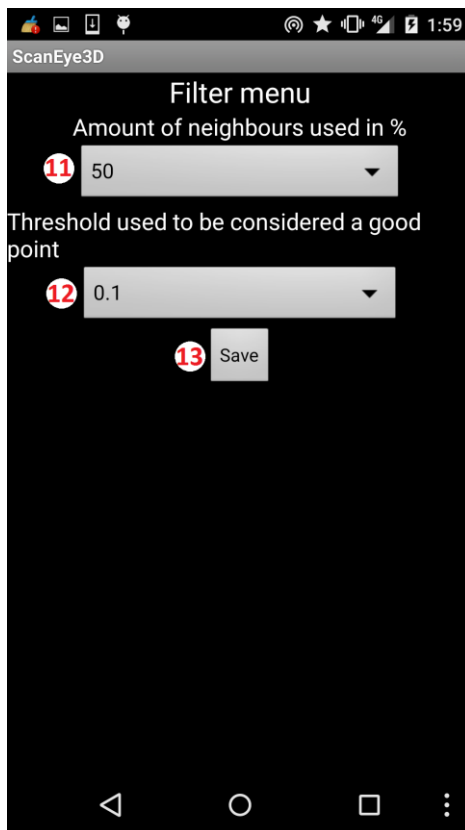 4G 1:59
ScanEye3D
Filter menu
Amount of neighbours used in %
11 50
Threshold used to be considered a good
point
12 0.1
13 Save